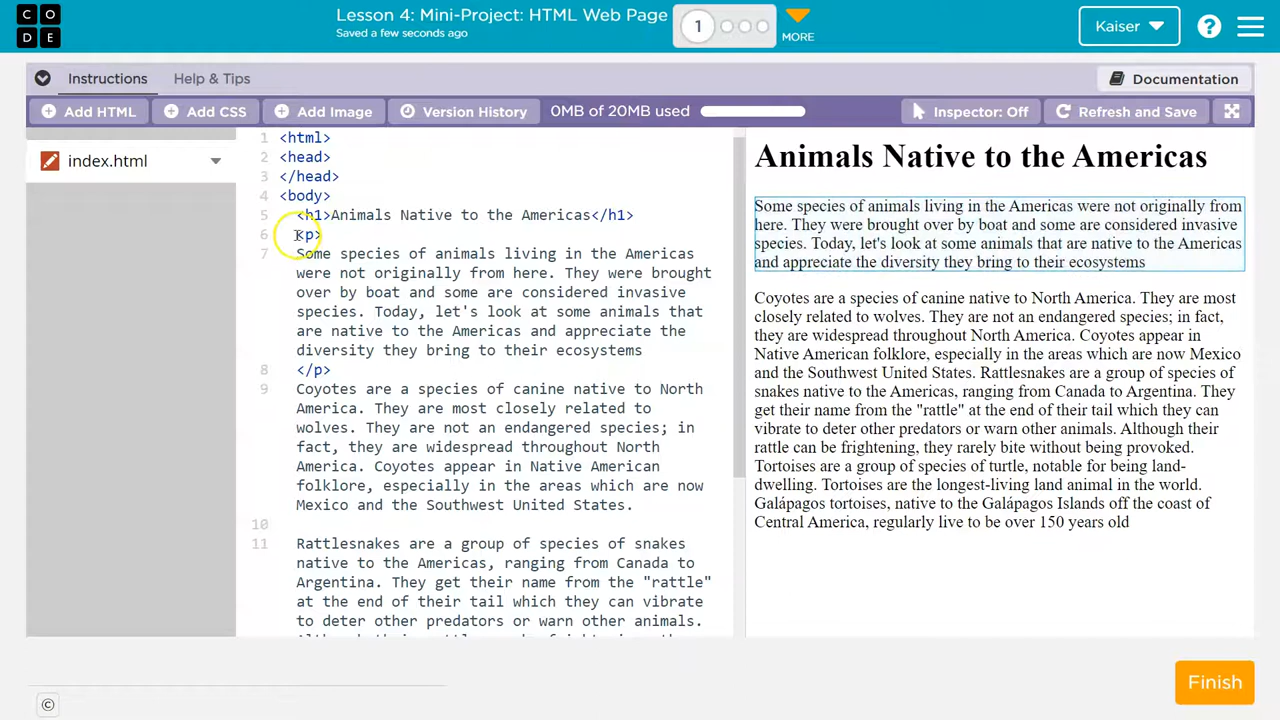 CODE
Lesson 4: Mini-Project: HTML Web Page
Saved a few seconds ago
1
MORE
Kaiser
?
Instructions
Help & Tips
Documentation
Add HTML
Add CSS
Add Image
Version History
0MB of 20MB used
Inspector: Off
Refresh and Save
index.html
1 <html>
2 <head>
3 </head>
4 <body>
5 <h1>Animals Native to the Americas</h1>
6 <p>
7 Some species of animals living in the Americas
were not originally from here. They were brought
over by boat and some are considered invasive
species. Today, let's look at some animals that
are native to the Americas and appreciate the
diversity they bring to their ecosystems
8 </p>
9 Coyotes are a species of canine native to North
America. They are most closely related to
wolves. They are not an endangered species; in
fact, they are widespread throughout North
America. Coyotes appear in Native American
folklore, especially in the areas which are now
Mexico and the Southwest United States.
10
11 Rattlesnakes are a group of species of snakes
native to the Americas, ranging from Canada to
Argentina. They get their name from the "rattle"
at the end of their tail which they can vibrate
to deter other predators or warn other animals.
Animals Native to the Americas
Some species of animals living in the Americas were not originally from
here. They were brought over by boat and some are considered invasive
species. Today, let's look at some animals that are native to the Americas
and appreciate the diversity they bring to their ecosystems
Coyotes are a species of canine native to North America. They are most
closely related to wolves. They are not an endangered species; in fact,
they are widespread throughout North America. Coyotes appear in
Native American folklore, especially in the areas which are now Mexico
and the Southwest United States. Rattlesnakes are a group of species of
snakes native to the Americas, ranging from Canada to Argentina. They
get their name from the "rattle" at the end of their tail which they can
vibrate to deter other predators or warn other animals. Although their
rattle can be frightening, they rarely bite without being provoked.
Tortoises are a group of species of turtle, notable for being land-
dwelling. Tortoises are the longest-living land animal in the world.
Galápagos tortoises, native to the Galápagos Islands off the coast of
Central America, regularly live to be over 150 years old
Finish
©